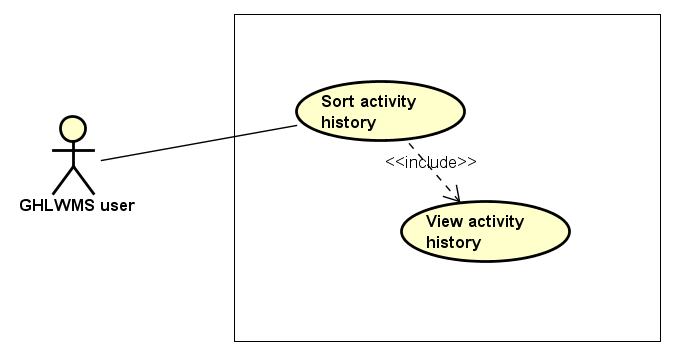 Sort activity
history
<<include>>
GHLWMS user
View activity
history